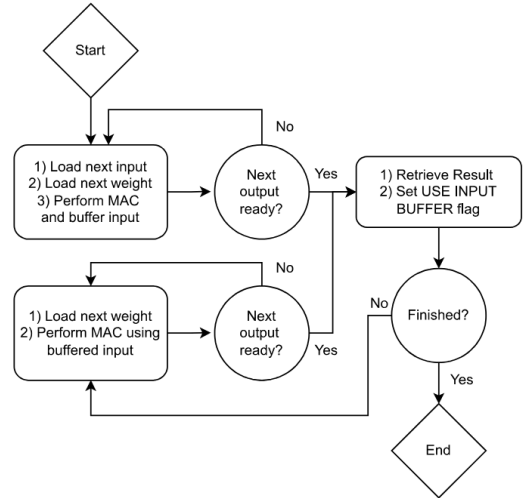 Start
No
1) Load next input
2) Load next weight
3) Perform MAC
and buffer input
Next
output
ready?
Yes
1) Retrieve Result
2) Set USE INPUT
BUFFER flag
No
1) Load next weight
2) Perform MAC using
buffered input
Next
output
ready?
Yes
No
Finished?
Yes
End